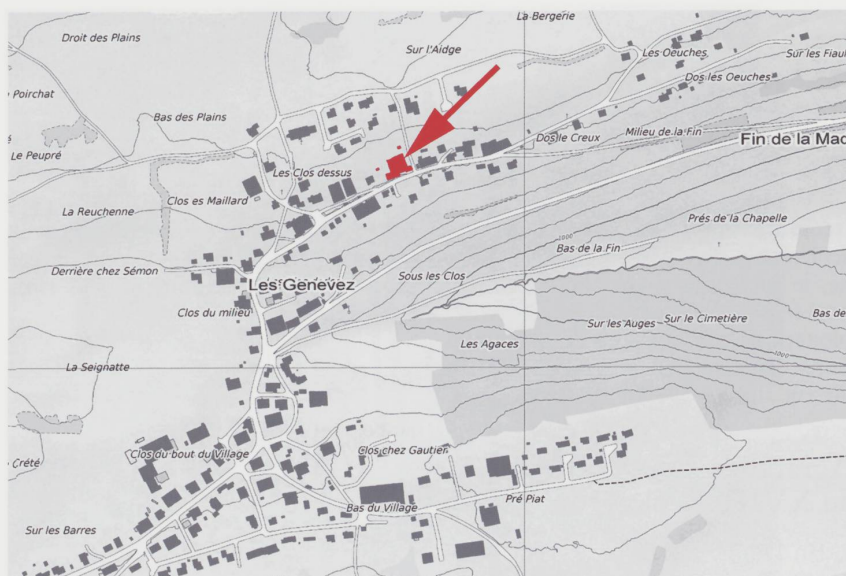 La Bergerie
Droit des Plains
Sur l'Aidge
Les Oeuches
Sur les Fiaul
Dos les Oeuches
Poirchat
Bas des Plains
Milieu de la Fin
Dos le Creux
Fin de la Mad
Le Peupré
Les Clos dessus
Clos es Maillard
La Reuchenne
Prés de la Chapelle
1000
Bas de la Fin
Derrière chez Sémon
Sous les Clos
Les Genevez
Clos du milieu
Sur les Auges
Sur le Cimetière
Bas de
Les Agaces
1000
La Seignatte
Clos du bout du Village
Clos chez Gautier
Crété
Pré Piat
Bas du Village
Sur les Barres